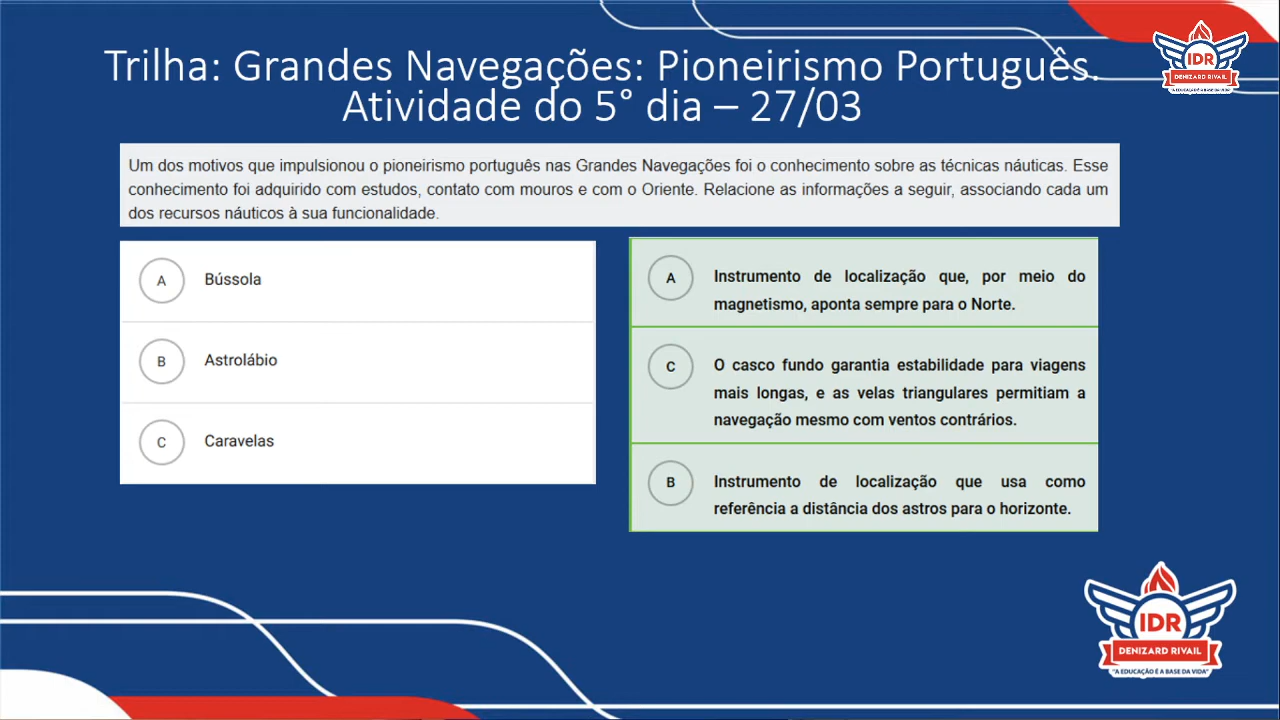 Trilha: Grandes Navegações: Pioneirismo Português.
Atividade do 5° dia – 27/03
IDR
DENIZARD RIVAIL
"A EDUCAÇÃO É A BASE DA VIDA"
Um dos motivos que impulsionou o pioneirismo português nas Grandes Navegações foi o conhecimento sobre as técnicas náuticas. Esse
conhecimento foi adquirido com estudos, contato com mouros e com o Oriente. Relacione as informações a seguir, associando cada um
dos recursos náuticos à sua funcionalidade.
A Bússola
B Astrolábio
C Caravelas
A Instrumento de localização que, por meio do
magnetismo, aponta sempre para o Norte.
C O casco fundo garantia estabilidade para viagens
mais longas, e as velas triangulares permitiam a
navegação mesmo com ventos contrários.
B Instrumento de localização que usa como
referência a distância dos astros para o horizonte.
IDR
DENIZARD RIVAIL
"A EDUCAÇÃO É A BASE DA VIDA"